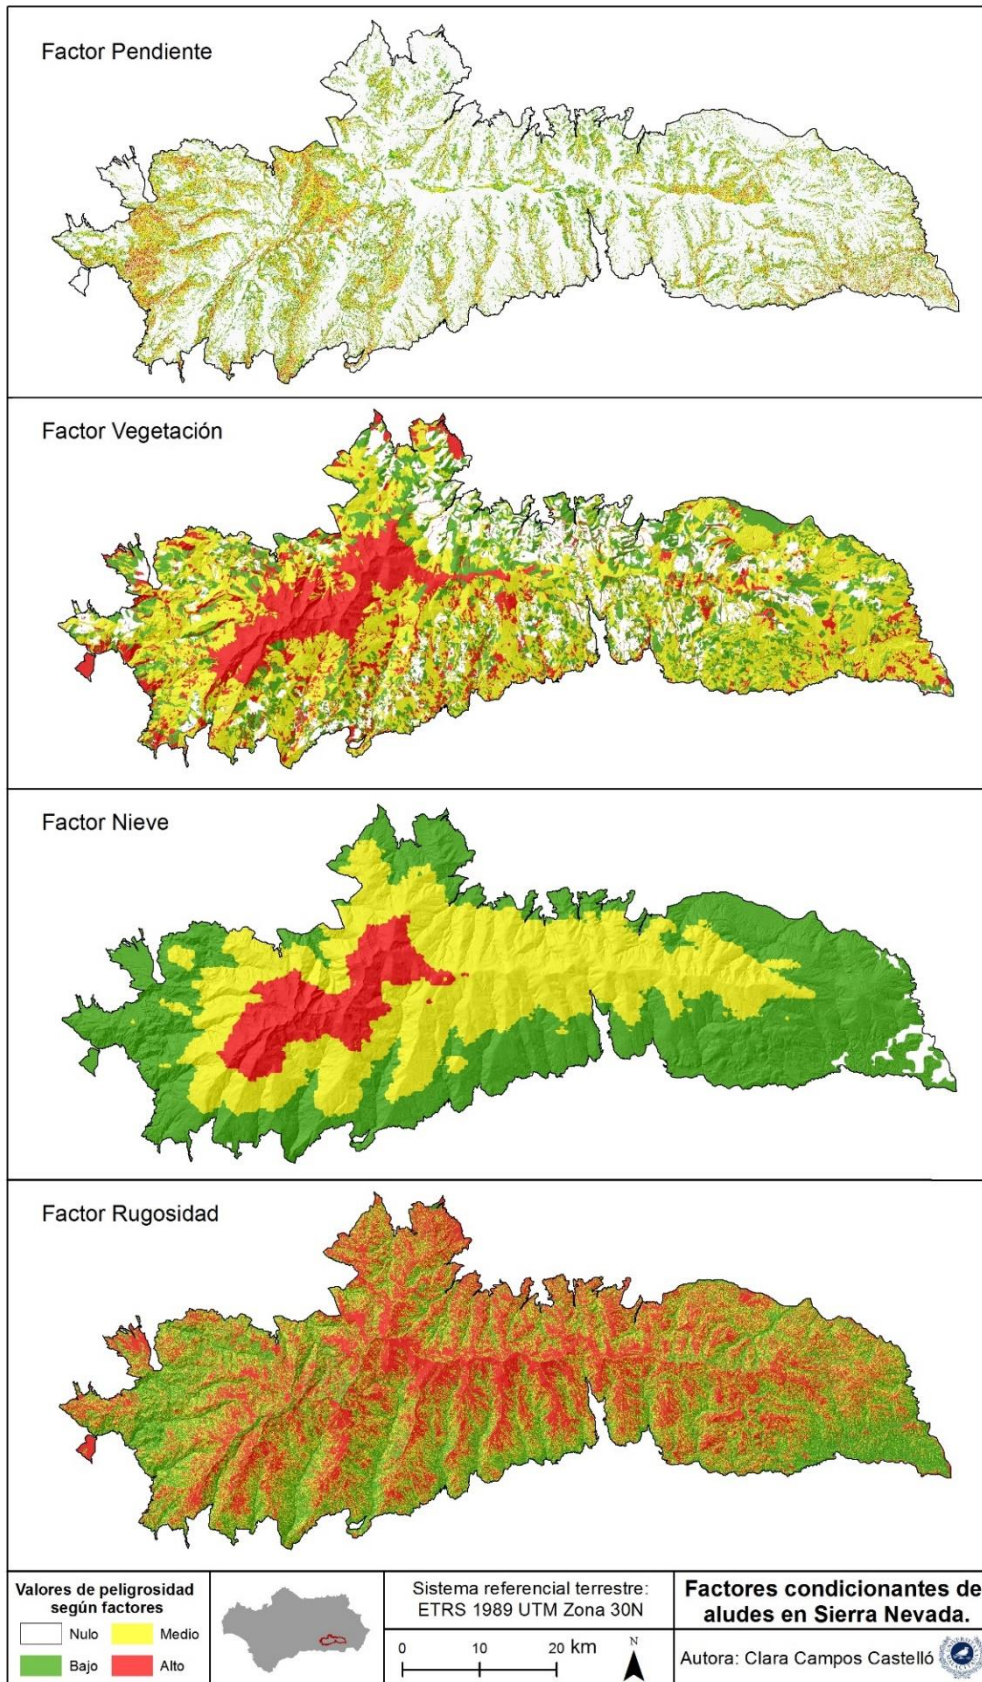 Factor Pendiente
Factor Vegetación
Factor Nieve
Factor Rugosidad
Valores de peligrosidad
según factores
Nulo
Medio
Bajo
Alto
Sistema referencial terrestre:
ETRS 1989 UTM Zona 30N
0 10 20 km
N
Factores condicionantes de
aludes en Sierra Nevada.
Autora: Clara Campos Castelló